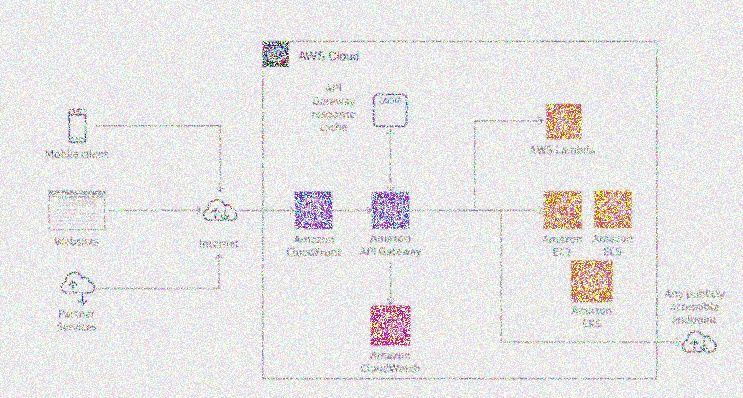 AWS Cloud
API
Gateway
response
cache
Mobile client
AWS Lambda
Websites
Internet
Amazon
CloudFront
Amazon
API Gateway
Amazon
EC2
Amazon
ECS
Amazon
Partner
Services
Any publicly
accessible
endpoint
Amazon
CloudWatch